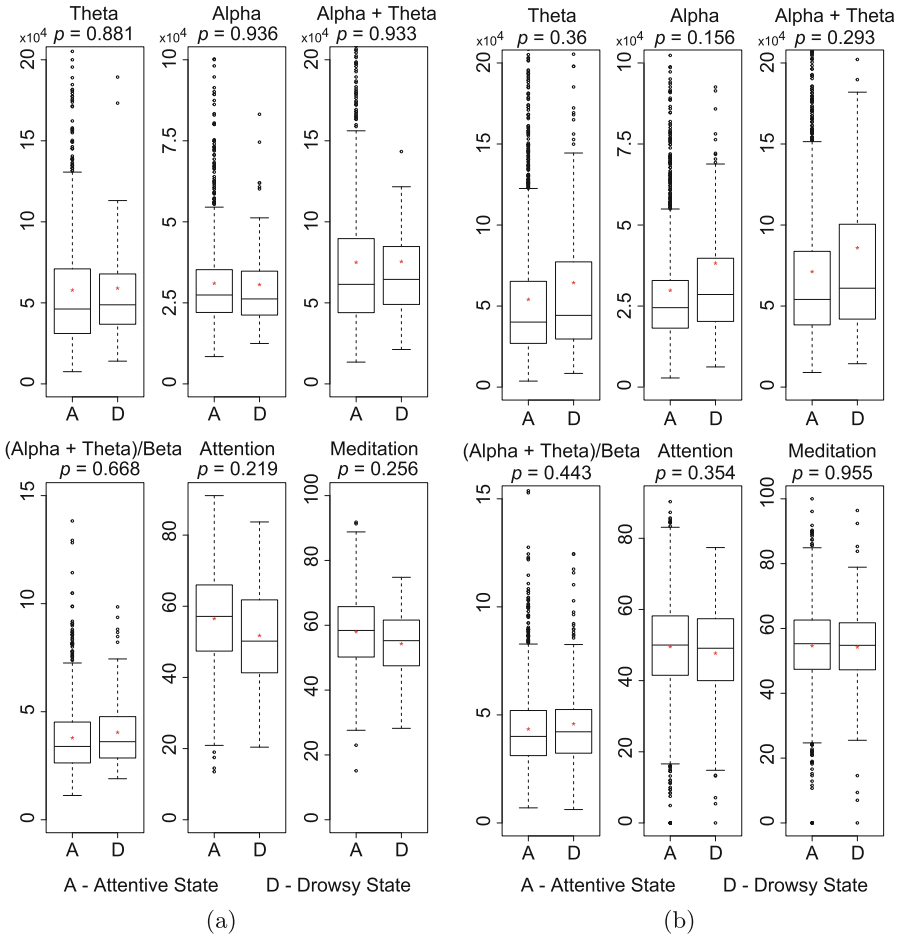 Theta Alpha Alpha + Theta
p = 0.881 p = 0.936 p = 0.933
x10⁴ x10⁴ x10⁴
20 10 20
15 7.5 15
10 5 10
5 2.5 5
0 0 0
A D A D A D
(Alpha + Theta)/Beta Attention Meditation
p = 0.668 p = 0.219 p = 0.256
15 80 100
10 60 80
5 40 60
0 20 40
0 20
0
A D A D A D
A - Attentive State D - Drowsy State
(a)
Theta Alpha Alpha + Theta
p = 0.36 p = 0.156 p = 0.293
x10⁴ x10⁴ x10⁴
20 10 20
15 7.5 15
10 5 10
5 2.5 5
0 0 0
A D A D A D
(Alpha + Theta)/Beta Attention Meditation
p = 0.443 p = 0.354 p = 0.955
15 80 100
10 60 80
5 40 60
0 20 40
0 20
0
A D A D A D
A - Attentive State D - Drowsy State
(b)